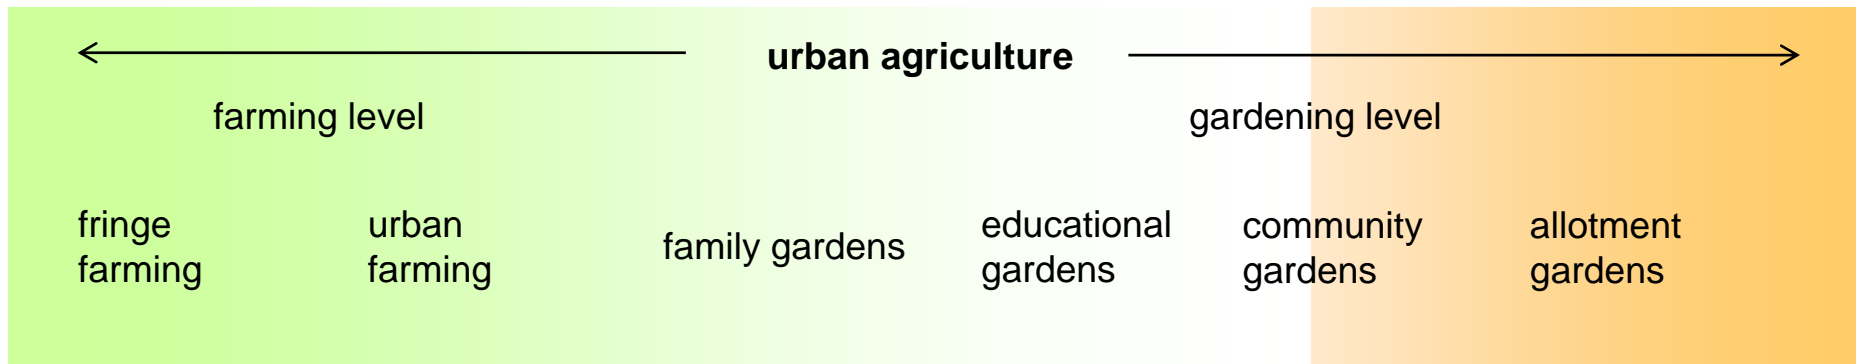 urban agriculture
farming level
gardening level
fringe
farming
urban
farming
family gardens
educational
gardens
community
gardens
allotment
gardens